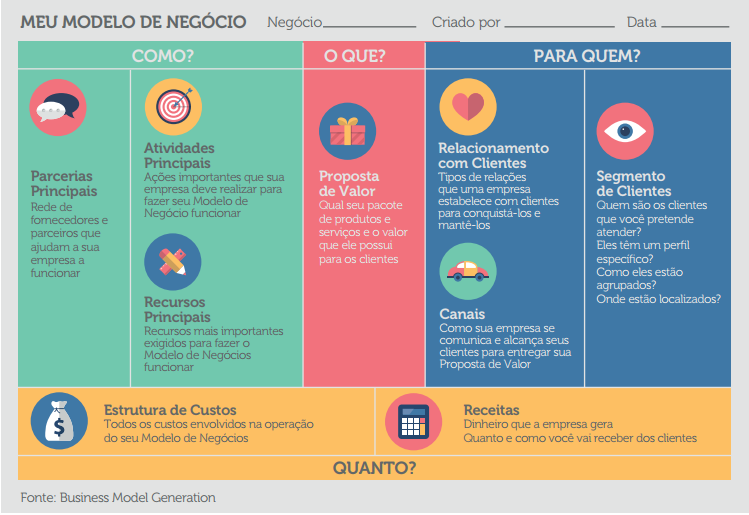 MEU MODELO DE NEGÓCIO Negócio____________ Criado por ______________ Data _________
COMO?
O QUE?
PARA QUEM?
Parcerias
Principais
Rede de
fornecedores e
parceiros que
ajudam a sua
empresa a
funcionar
Atividades
Principais
Ações importantes que sua
empresa deve realizar para
fazer seu Modelo de
Negócio funcionar
Recursos
Principais
Recursos mais importantes
exigidos para fazer o
Modelo de Negócios
funcionar
Proposta
de Valor
Qual seu pacote
de produtos e
serviços e o valor
que ele possui
para os clientes
Relacionamento
com Clientes
Tipos de relações
que uma empresa
estabelece com clientes
para conquistá-los e
mantê-los
Canais
Como sua empresa se
comunica e alcança seus
clientes para entregar sua
Proposta de Valor
Segmento
de Clientes
Quem são os clientes
que você pretende
atender?
Eles têm um perfil
específico?
Como eles estão
agrupados?
Onde estão localizados?
$
Estrutura de Custos
Todos os custos envolvidos na operação
do seu Modelo de Negócios
Receitas
Dinheiro que a empresa gera
Quanto e como você vai receber dos clientes
QUANTO?
Fonte: Business Model Generation